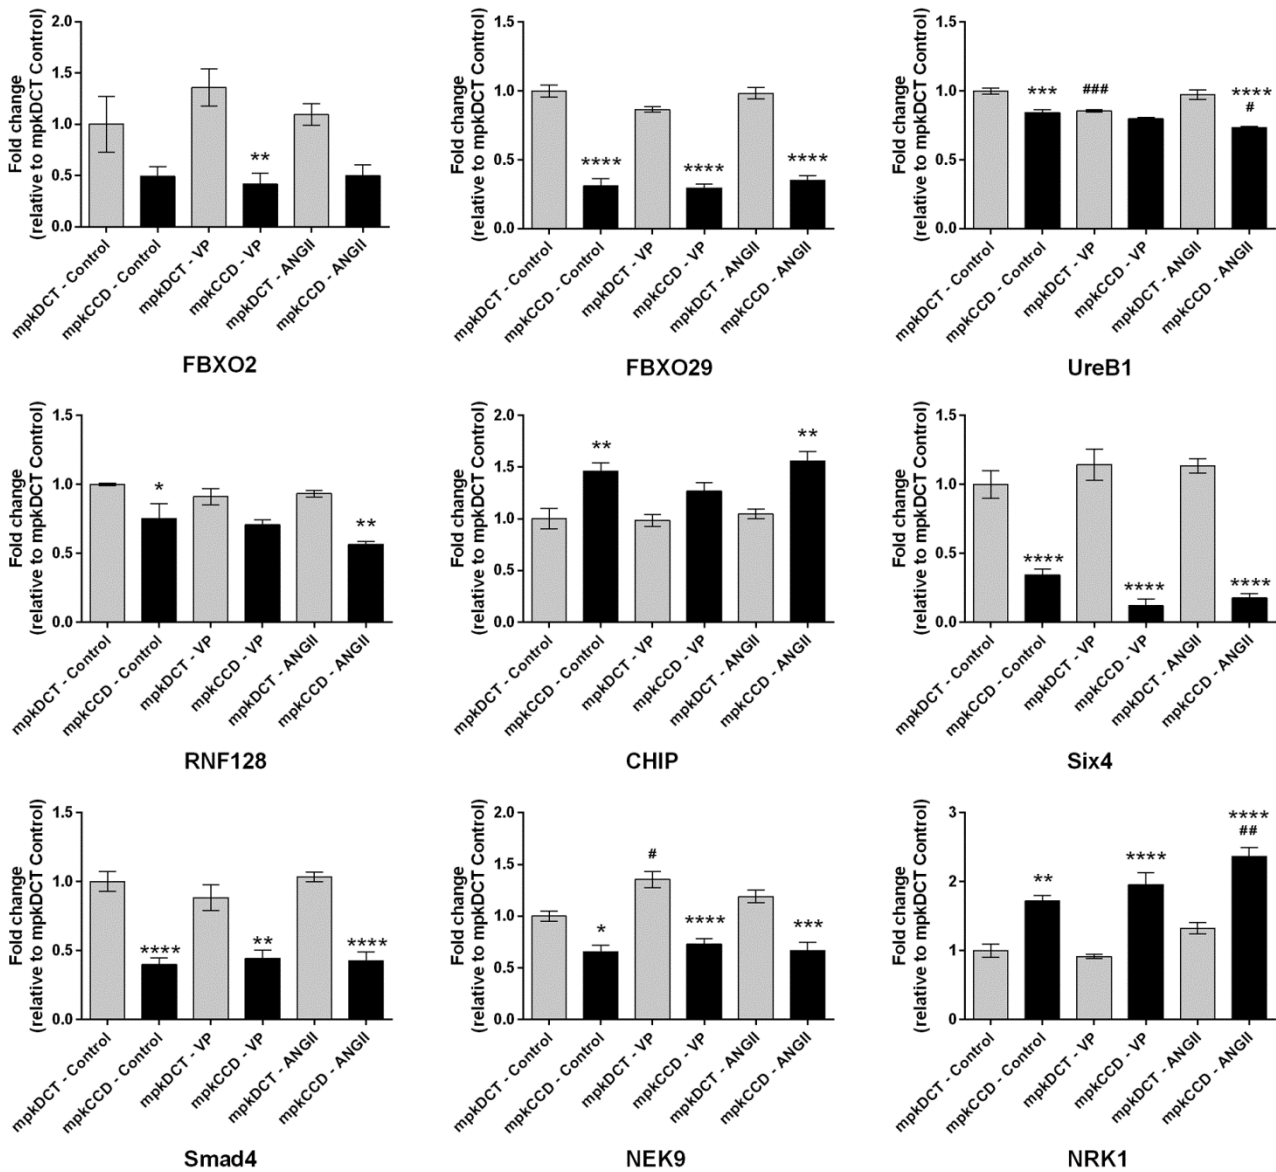 Fold change
(relative to mpkDCT Control)
2.0
1.5
1.0
0.5
0.0
**
mpkDCT - Control
mpkCCD - Control
mpkDCT - VP
mpkCCD - VP
mpkDCT - ANGII
mpkCCD - ANGII
FBXO2
Fold change
(relative to mpkDCT Control)
1.5
1.0
0.5
0.0
****
****
****
mpkDCT - Control
mpkCCD - Control
mpkDCT - VP
mpkCCD - VP
mpkDCT - ANGII
mpkCCD - ANGII
FBXO29
Fold change
(relative to mpkDCT Control)
1.5
1.0
0.5
0.0
***
###
****
#
mpkDCT - Control
mpkCCD - Control
mpkDCT - VP
mpkCCD - VP
mpkDCT - ANGII
mpkCCD - ANGII
UreB1
Fold change
(relative to mpkDCT Control)
1.5
1.0
0.5
0.0
*
**
mpkDCT - Control
mpkCCD - Control
mpkDCT - VP
mpkCCD - VP
mpkDCT - ANGII
mpkCCD - ANGII
RNF128
Fold change
(relative to mpkDCT Control)
2.0
1.5
1.0
0.5
0.0
**
**
mpkDCT - Control
mpkCCD - Control
mpkDCT - VP
mpkCCD - VP
mpkDCT - ANGII
mpkCCD - ANGII
CHIP
Fold change
(relative to mpkDCT Control)
1.5
1.0
0.5
0.0
****
****
****
mpkDCT - Control
mpkCCD - Control
mpkDCT - VP
mpkCCD - VP
mpkDCT - ANGII
mpkCCD - ANGII
Six4
Fold change
(relative to mpkDCT Control)
1.5
1.0
0.5
0.0
****
**
****
mpkDCT - Control
mpkCCD - Control
mpkDCT - VP
mpkCCD - VP
mpkDCT - ANGII
mpkCCD - ANGII
Smad4
Fold change
(relative to mpkDCT Control)
2.0
1.5
1.0
0.5
0.0
*
#
****
***
mpkDCT - Control
mpkCCD - Control
mpkDCT - VP
mpkCCD - VP
mpkDCT - ANGII
mpkCCD - ANGII
NEK9
Fold change
(relative to mpkDCT Control)
3
2
1
0
**
****
****
##
mpkDCT - Control
mpkCCD - Control
mpkDCT - VP
mpkCCD - VP
mpkDCT - ANGII
mpkCCD - ANGII
NRK1